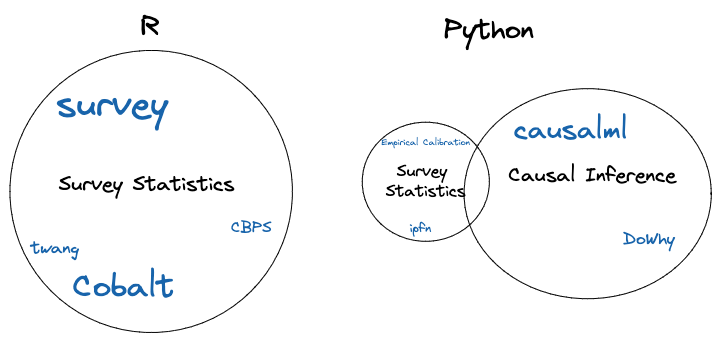 R
survey
Survey Statistics
CBPS
twang
Cobalt
Python
Empirical Calibration
Survey
Statistics
ipfn
causalml
Causal Inference
DoWhy